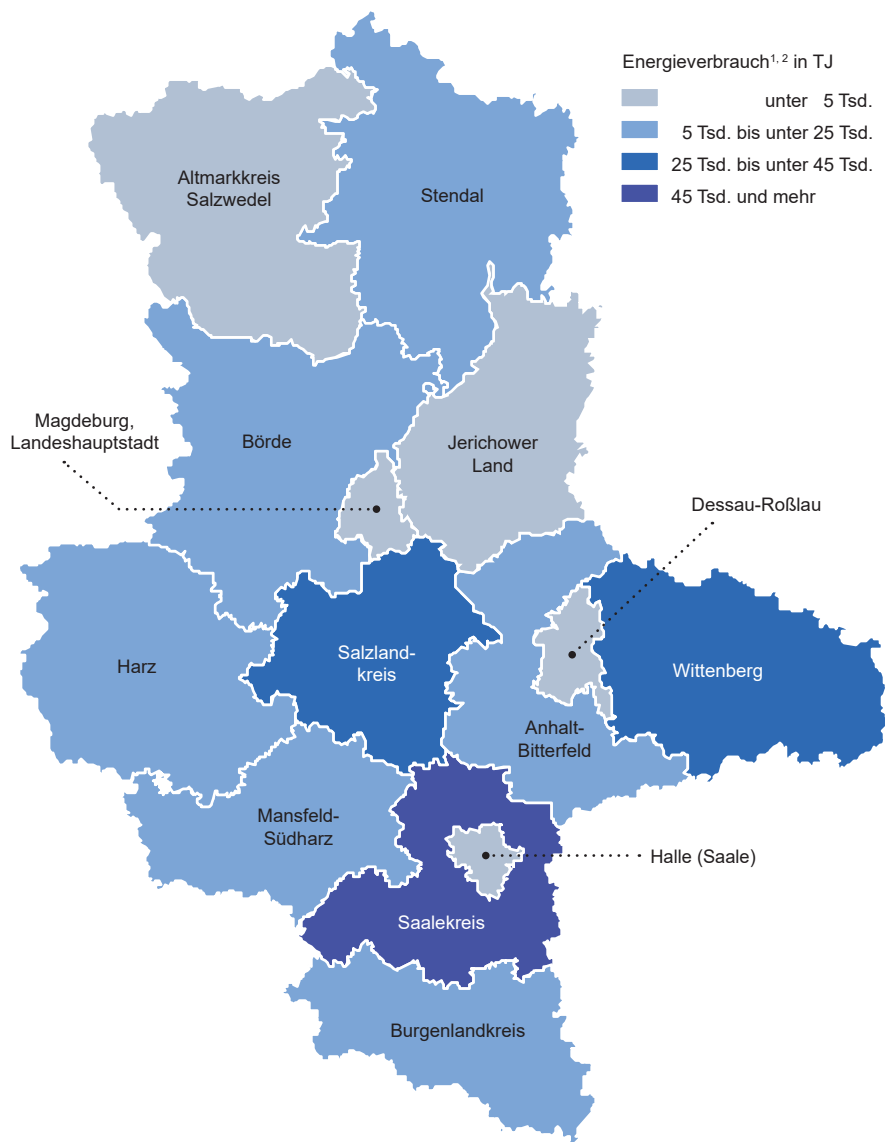 Energieverbrauch¹, ² in TJ
unter 5 Tsd.
5 Tsd. bis unter 25 Tsd.
25 Tsd. bis unter 45 Tsd.
45 Tsd. und mehr
Altmarkkreis
Salzwedel
Stendal
Magdeburg,
Landeshauptstadt
Börde
Jerichower
Land
Dessau-Roßlau
Harz
Salzland-
kreis
Wittenberg
Anhalt-
Bitterfeld
Mansfeld-
Südharz
Halle (Saale)
Saalekreis
Burgenlandkreis